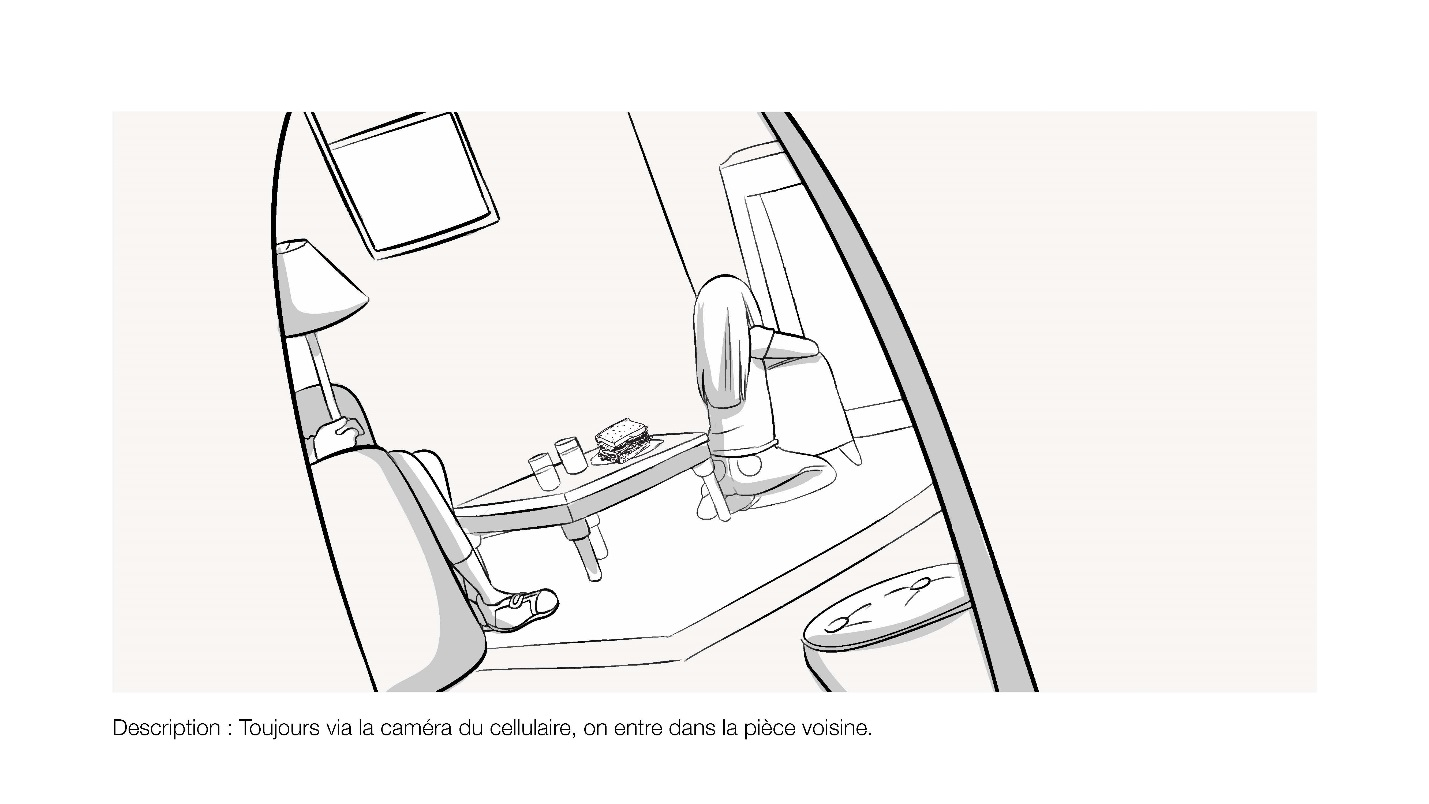 Description : Toujours via la caméra du cellulaire, on entre dans la pièce voisine.